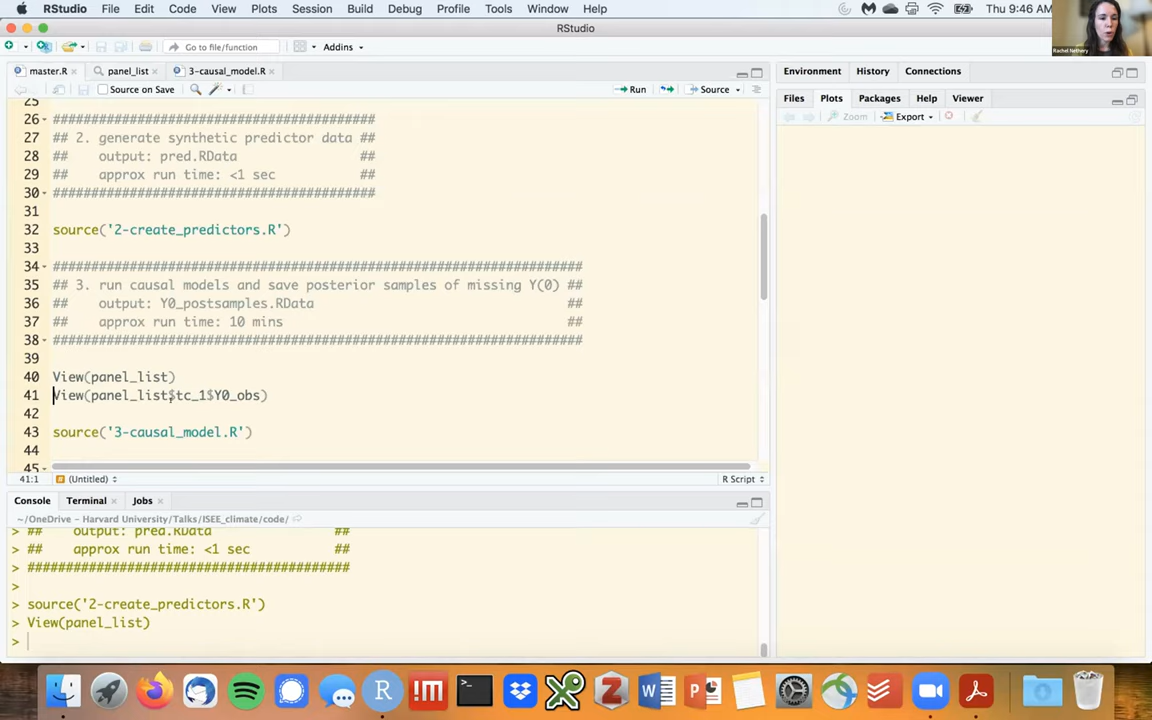 RStudio File Edit Code View Plots Session Build Debug Profile Tools Window Help Thu 9:46 AM
RStudio
Go to file/function Addins
Rachel Nethery
master.R panel_list 3-causal_model.R
Source on Save Run Source
25
26 ##########################################
27 ## 2. generate synthetic predictor data ##
28 ## output: pred.RData ##
29 ## approx run time: <1 sec ##
30 ##########################################
31
32 source('2-create_predictors.R')
33
34 ######################################################################
35 ## 3. run causal models and save posterior samples of missing Y(0) ##
36 ## output: Y0_postsamples.RData ##
37 ## approx run time: 10 mins ##
38 ######################################################################
39
40 View(panel_list)
41 View(panel_list$tc_1$Y0_obs)
42
43 source('3-causal_model.R')
44
45
41:1 (Untitled) R Script
Console Terminal Jobs
~/OneDrive - Harvard University/Talks/ISEE_climate/code/
> ## output: pred.RData ##
> ## approx run time: <1 sec ##
> ##########################################
>
> source('2-create_predictors.R')
> View(panel_list)
>
Environment History Connections
Files Plots Packages Help Viewer
Zoom Export